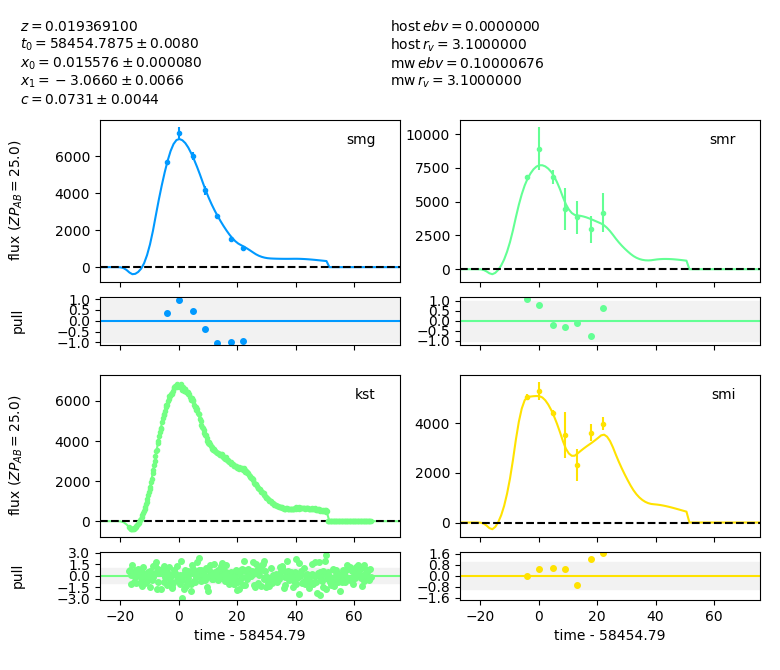 z = 0.019369100
t₀ = 58454.7875 ± 0.0080
x₀ = 0.015576 ± 0.000080
x₁ = −3.0660 ± 0.0066
c = 0.0731 ± 0.0044
host ebv = 0.0000000
host r_v = 3.1000000
mw ebv = 0.10000676
mw r_v = 3.1000000
flux (ZP_AB = 25.0)
6000
4000
2000
0
smg
10000
7500
5000
2500
0
smr
pull
1.0
0.5
0.0
−0.5
−1.0
1.0
0.5
0.0
−0.5
−1.0
flux (ZP_AB = 25.0)
6000
4000
2000
0
kst
4000
2000
0
smi
pull
3.0
1.5
0.0
−1.5
−3.0
1.6
0.8
0.0
−0.8
−1.6
−20 0 20 40 60
−20 0 20 40 60
time - 58454.79
time - 58454.79